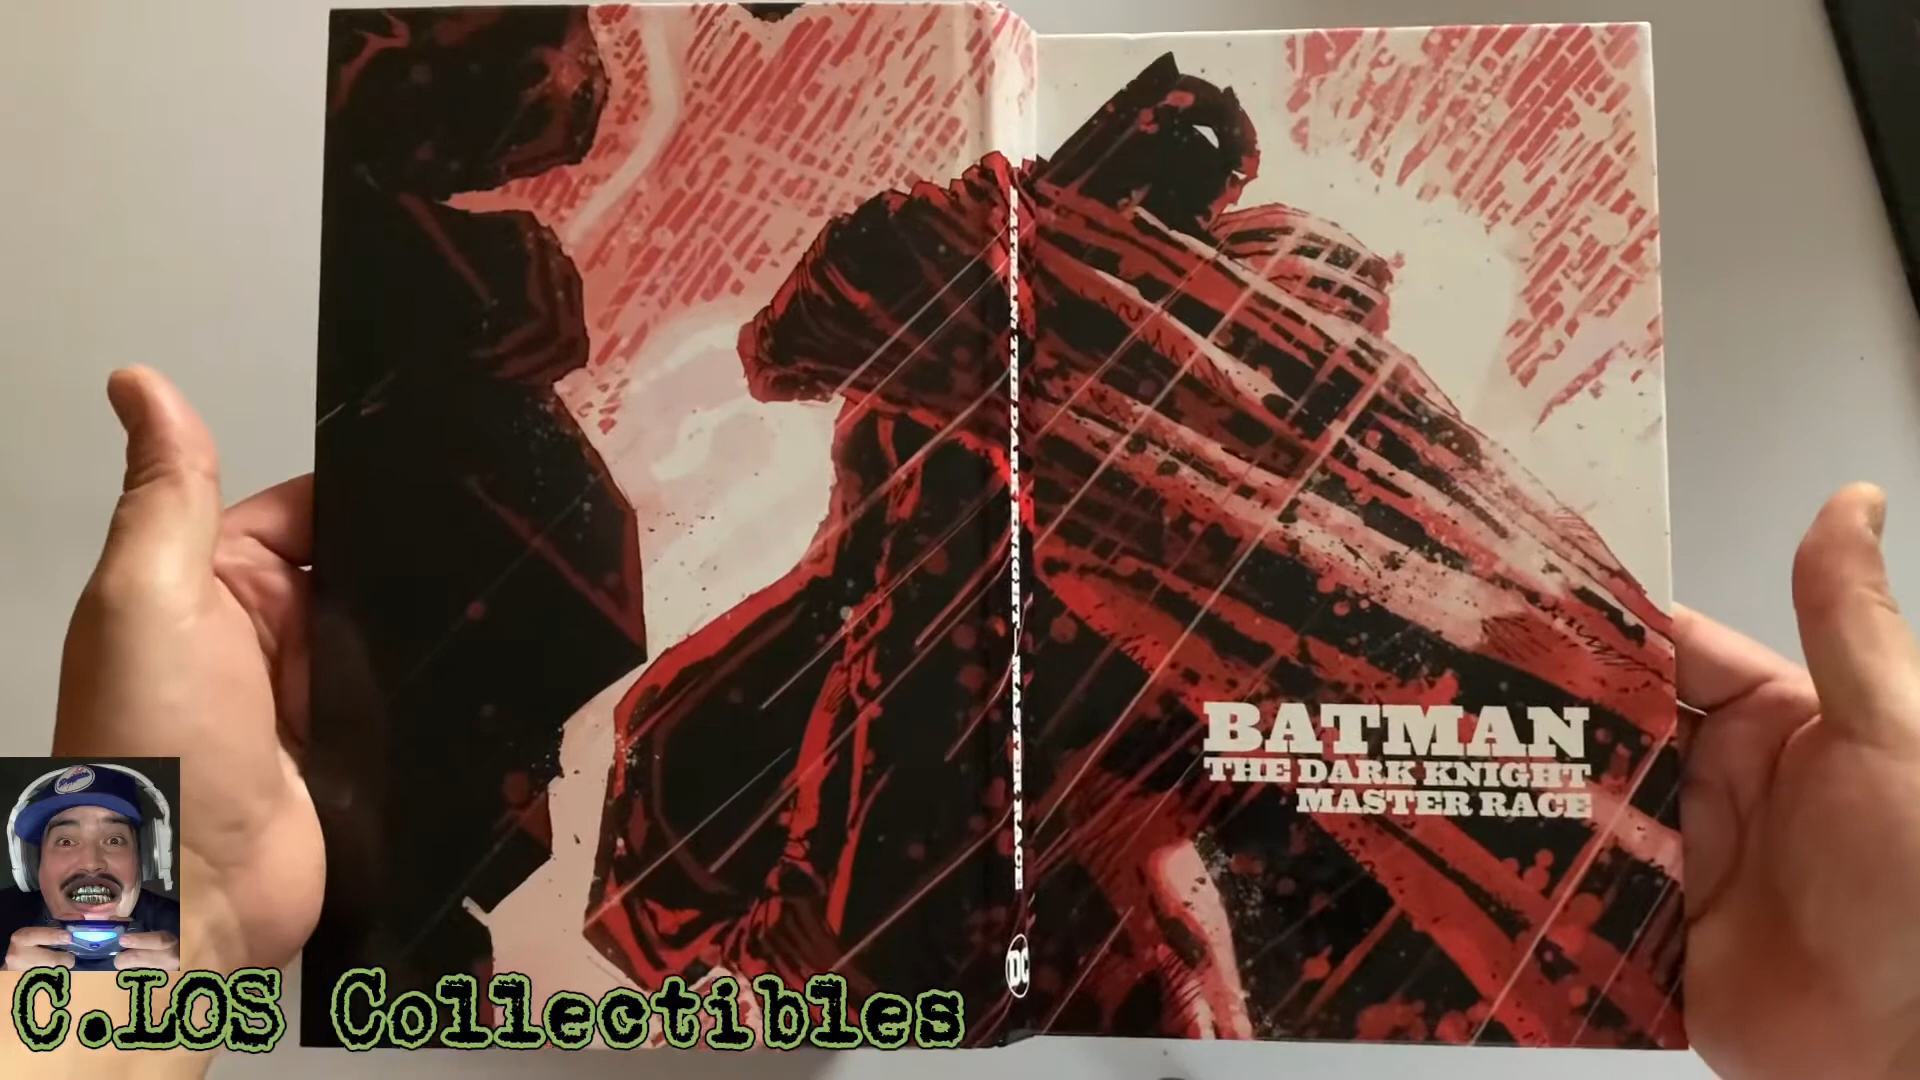 BATMAN
THE DARK KNIGHT
MASTER RACE
BATMAN: THE DARK KNIGHT — MASTER RACE
DC
C.LOS Collectibles